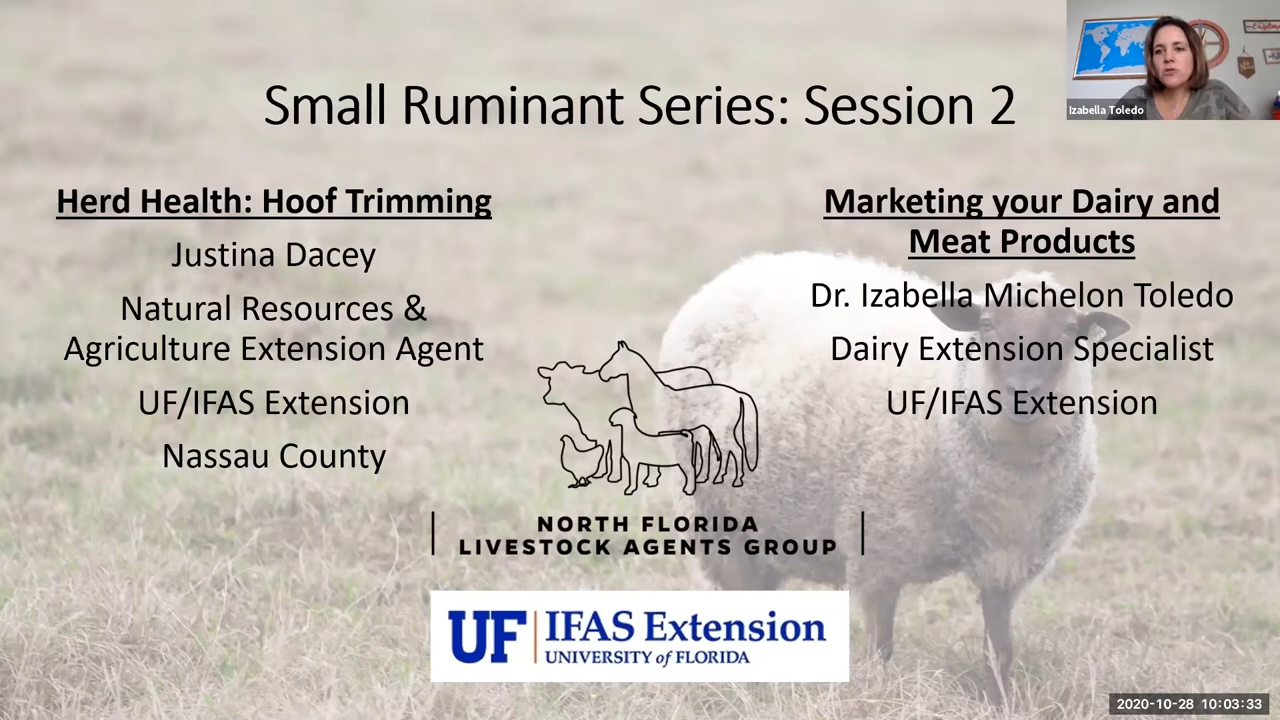 Small Ruminant Series: Session 2
Izabella Toledo
Herd Health: Hoof Trimming
Justina Dacey
Natural Resources &
Agriculture Extension Agent
UF/IFAS Extension
Nassau County
Marketing your Dairy and
Meat Products
Dr. Izabella Michelon Toledo
Dairy Extension Specialist
UF/IFAS Extension
NORTH FLORIDA
LIVESTOCK AGENTS GROUP
UF IFAS Extension
UNIVERSITY of FLORIDA
2020-10-28 10:03:33